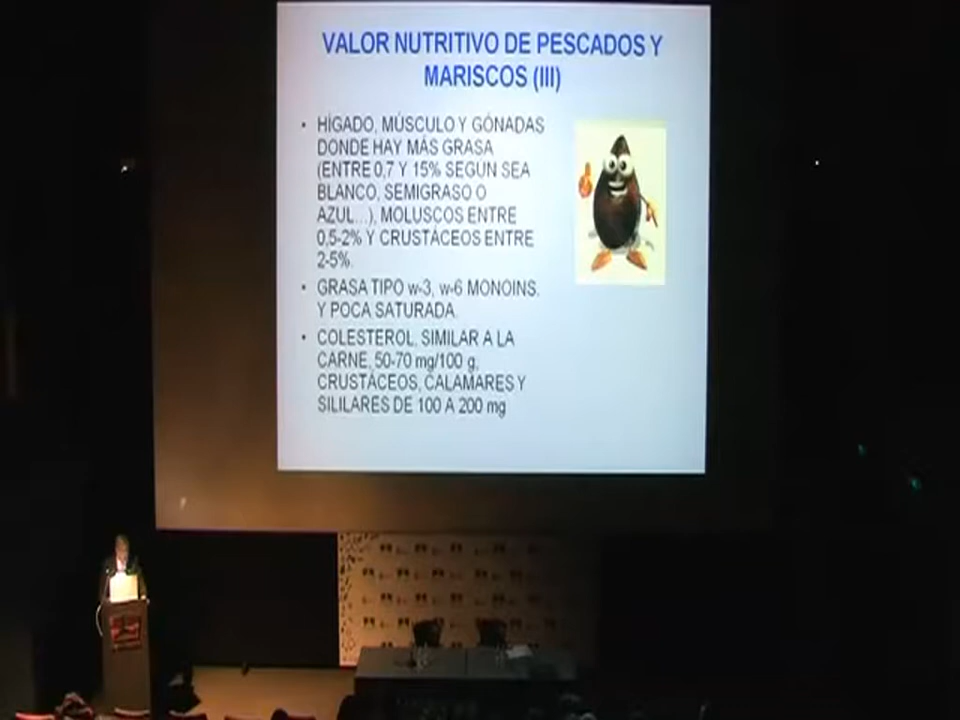 VALOR NUTRITIVO DE PESCADOS Y
MARISCOS (III)
• HÍGADO, MÚSCULO Y GÓNADAS
DONDE HAY MÁS GRASA
(ENTRE 0,7 Y 15% SEGUN SEA
BLANCO, SEMIGRASO O
AZUL...), MOLUSCOS ENTRE
0,5-2% Y CRUSTÁCEOS ENTRE
2-5%.
• GRASA TIPO w-3, w-6 MONOINS.
Y POCA SATURADA.
• COLESTEROL, SIMILAR A LA
CARNE, 50-70 mg/100 g,
CRUSTÁCEOS, CALAMARES Y
SILILARES DE 100 A 200 mg